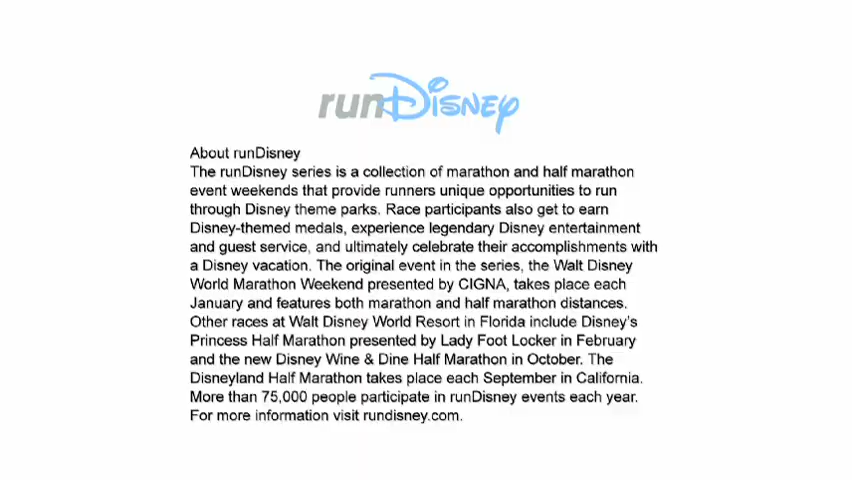 runDisney
About runDisney
The runDisney series is a collection of marathon and half marathon
event weekends that provide runners unique opportunities to run
through Disney theme parks. Race participants also get to earn
Disney-themed medals, experience legendary Disney entertainment
and guest service, and ultimately celebrate their accomplishments with
a Disney vacation. The original event in the series, the Walt Disney
World Marathon Weekend presented by CIGNA, takes place each
January and features both marathon and half marathon distances.
Other races at Walt Disney World Resort in Florida include Disney’s
Princess Half Marathon presented by Lady Foot Locker in February
and the new Disney Wine & Dine Half Marathon in October. The
Disneyland Half Marathon takes place each September in California.
More than 75,000 people participate in runDisney events each year.
For more information visit rundisney.com.